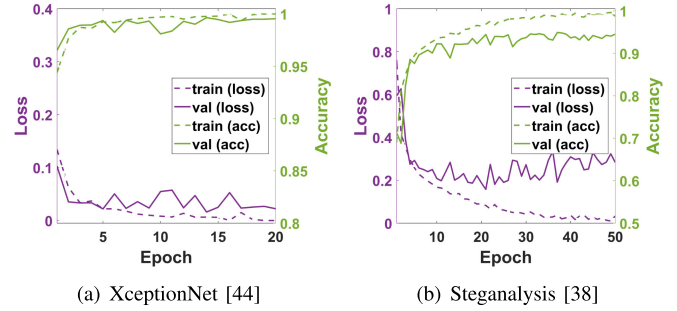 0.4
0.3
0.2
0.1
0
Loss
1
0.95
0.9
0.85
0.8
Accuracy
train (loss)
val (loss)
train (acc)
val (acc)
5 10 15 20
Epoch
(a) XceptionNet [44]
1
0.8
0.6
0.4
0.2
0
Loss
1
0.9
0.8
0.7
0.6
0.5
Accuracy
train (loss)
val (loss)
train (acc)
val (acc)
10 20 30 40 50
Epoch
(b) Steganalysis [38]